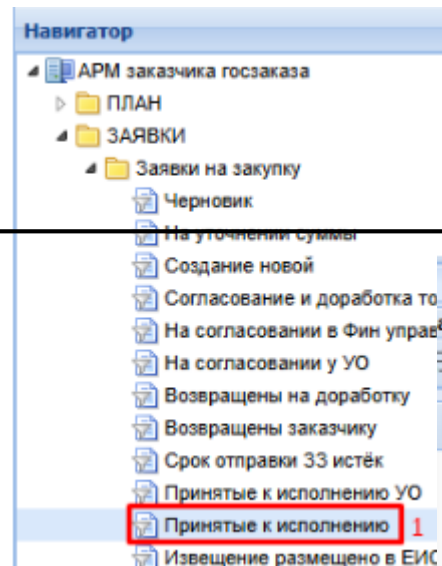 Навигатор
АРМ заказчика госзаказа
ПЛАН
ЗАЯВКИ
Заявки на закупку
Черновик
На уточнении суммы
Создание новой
Согласование и доработка то
На согласовании в Фин управ
На согласовании у УО
Возвращены на доработку
Возвращены заказчику
Срок отправки ЗЗ истёк
Принятые к исполнению УО
Принятые к исполнению 1
Извещение размещено в ЕИС